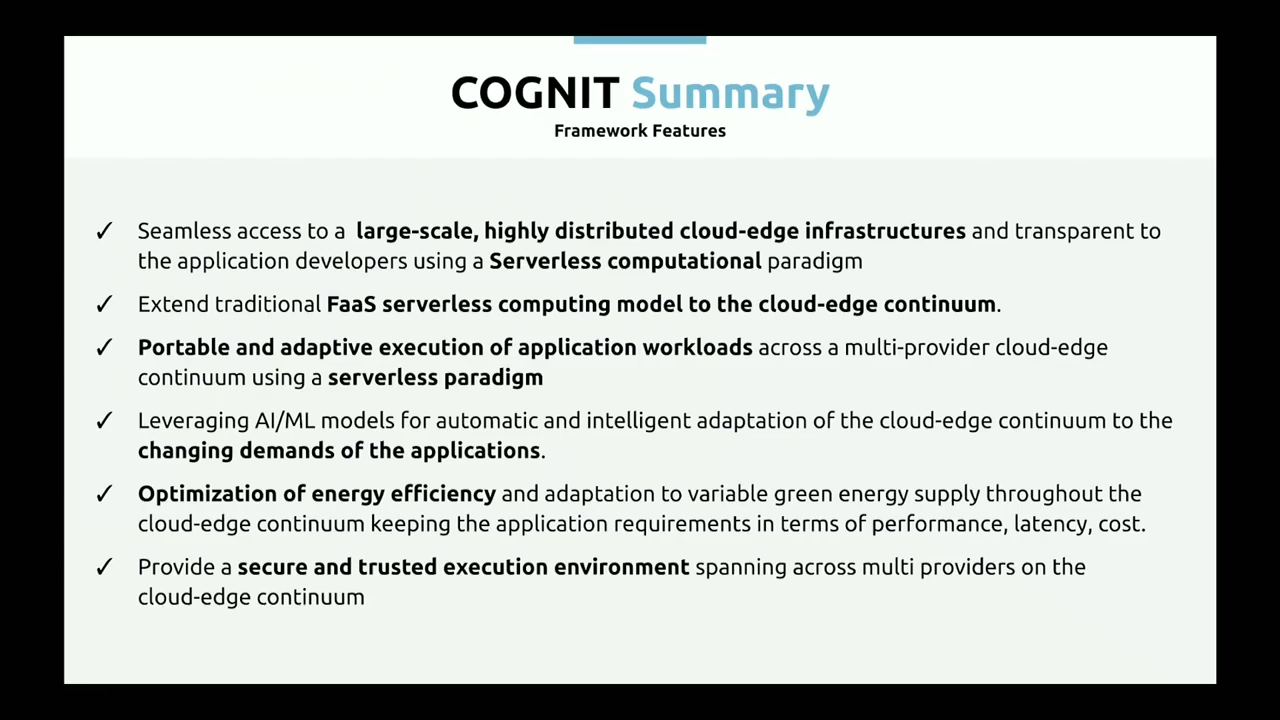 COGNIT Summary
Framework Features
✓ Seamless access to a large-scale, highly distributed cloud-edge infrastructures and transparent to
the application developers using a Serverless computational paradigm
✓ Extend traditional FaaS serverless computing model to the cloud-edge continuum.
✓ Portable and adaptive execution of application workloads across a multi-provider cloud-edge
continuum using a serverless paradigm
✓ Leveraging AI/ML models for automatic and intelligent adaptation of the cloud-edge continuum to the
changing demands of the applications.
✓ Optimization of energy efficiency and adaptation to variable green energy supply throughout the
cloud-edge continuum keeping the application requirements in terms of performance, latency, cost.
✓ Provide a secure and trusted execution environment spanning across multi providers on the
cloud-edge continuum